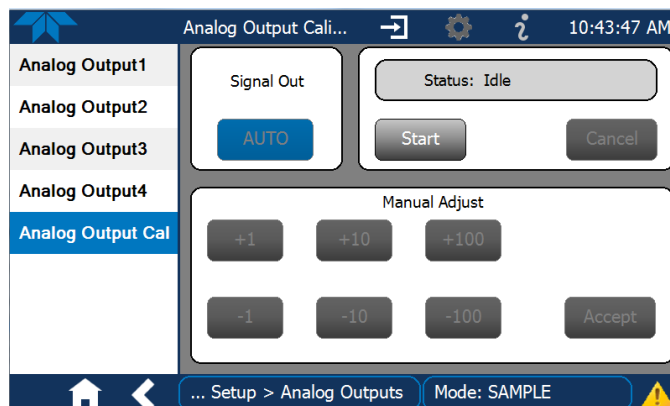 Analog Output Cali... 10:43:47 AM
Analog Output1
Analog Output2
Analog Output3
Analog Output4
Analog Output Cal
Signal Out
AUTO
Status: Idle
Start Cancel
Manual Adjust
+1 +10 +100
-1 -10 -100 Accept
... Setup > Analog Outputs Mode: SAMPLE